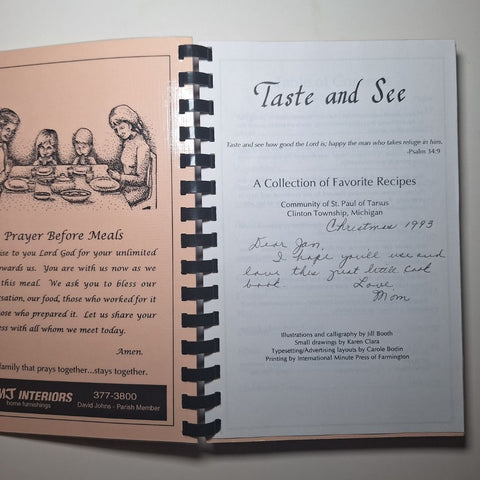 Prayer Before Meals
ise to you Lord God for your unlimited
wards us. You are with us now as we
this meal. We ask you to bless our
rsation, our food, those who worked for it
ose who prepared it. Let us share your
ess with all whom we meet today.
Amen.
family that prays together...stays together.
MJ INTERIORS
home furnishings
377-3800
David Johns - Parish Member
Taste and See
Taste and see how good the Lord is; happy the man who takes refuge in him.
-Psalm 34:9
A Collection of Favorite Recipes
Community of St. Paul of Tarsus
Clinton Township, Michigan
Christmas 1993
Dear Jan,
I hope you'll use and
love this great little cook
book.
Love,
Mom
Illustrations and calligraphy by Jill Booth
Small drawings by Karen Clara
Typesetting/Advertising layouts by Carole Bodin
Printing by International Minute Press of Farmington